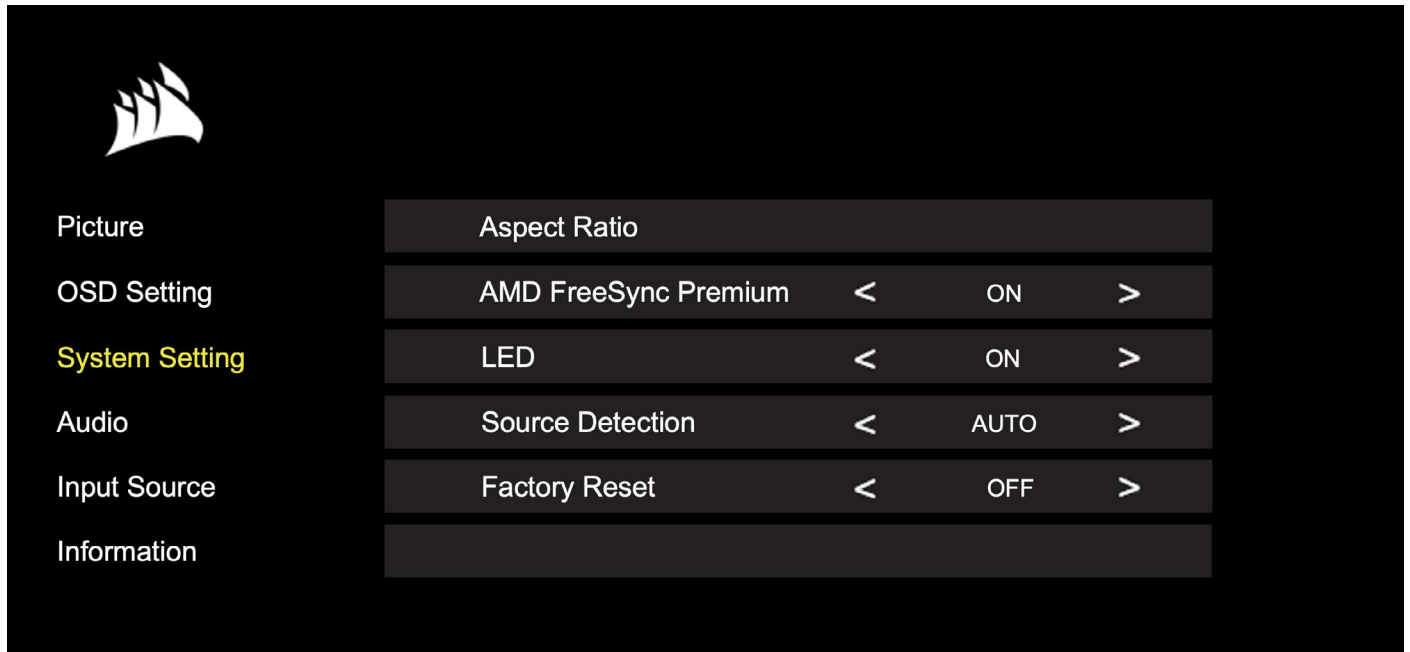 Picture
Aspect Ratio
OSD Setting
AMD FreeSync Premium < ON >
System Setting
LED < ON >
Audio
Source Detection < AUTO >
Input Source
Factory Reset < OFF >
Information